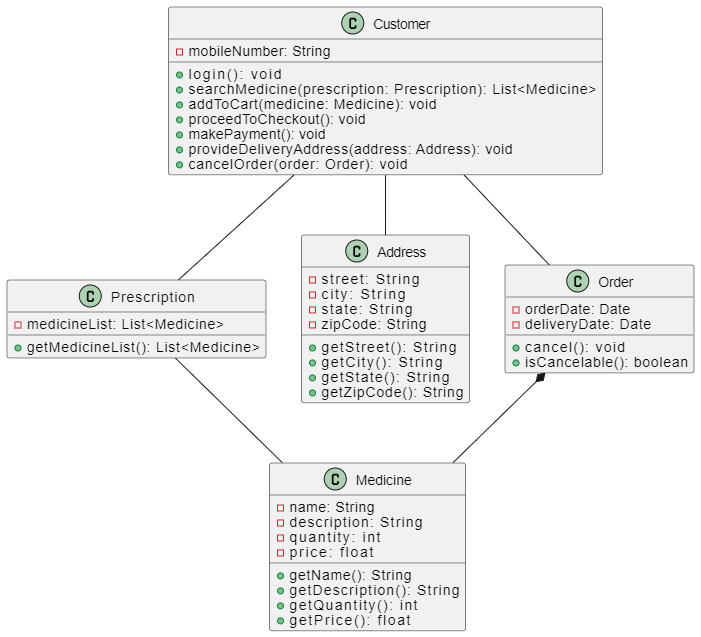 C Customer
mobileNumber: String
login(): void
searchMedicine(prescription: Prescription): List<Medicine>
addToCart(medicine: Medicine): void
proceedToCheckout(): void
makePayment(): void
provideDeliveryAddress(address: Address): void
cancelOrder(order: Order): void
C Prescription
medicineList: List<Medicine>
getMedicineList(): List<Medicine>
C Address
street: String
city: String
state: String
zipCode: String
getStreet(): String
getCity(): String
getState(): String
getZipCode(): String
C Order
orderDate: Date
deliveryDate: Date
cancel(): void
isCancelable(): boolean
C Medicine
name: String
description: String
quantity: int
price: float
getName(): String
getDescription(): String
getQuantity(): int
getPrice(): float